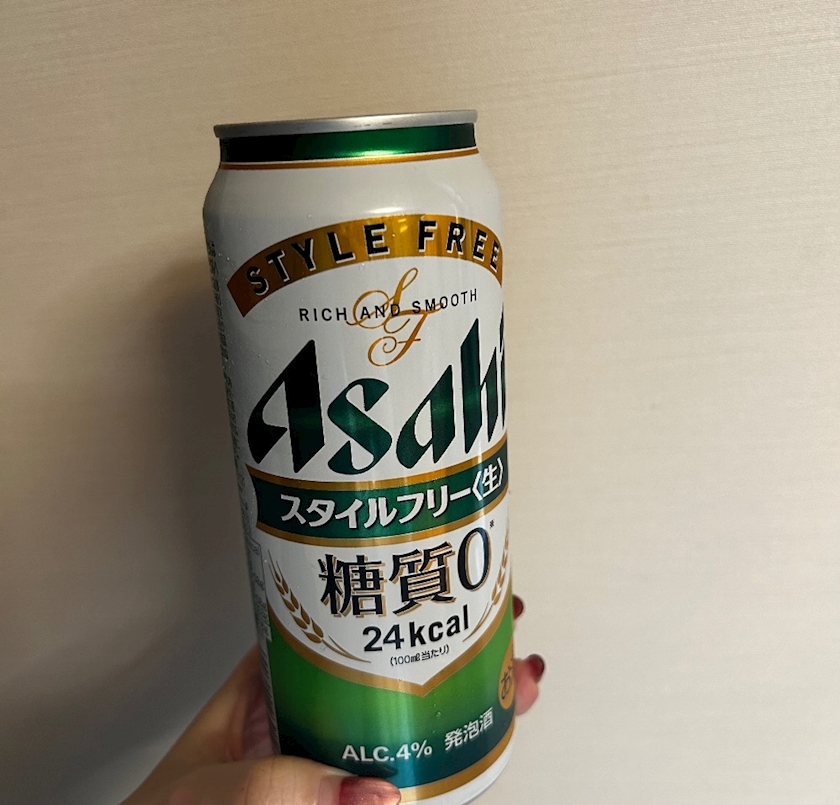 STYLE FREE
SF
RICH AND SMOOTH
Asahi
スタイルフリー〈生〉
糖質0※
24kcal
(100ml当たり)
ALC.4% 発泡酒